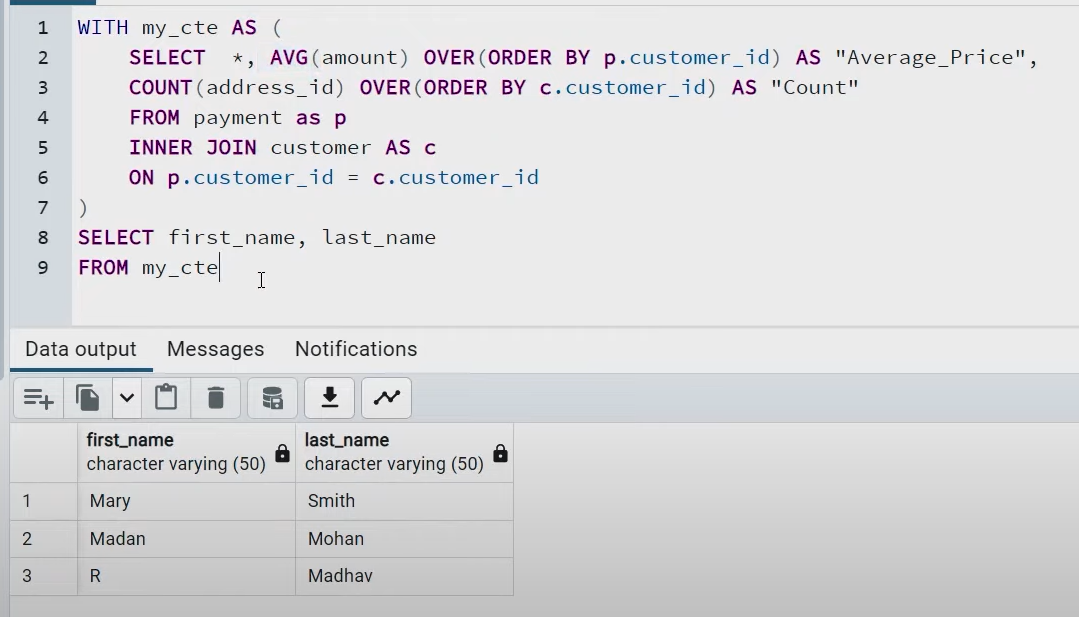 1 WITH my_cte AS (
2 SELECT *, AVG(amount) OVER(ORDER BY p.customer_id) AS "Average_Price",
3 COUNT(address_id) OVER(ORDER BY c.customer_id) AS "Count"
4 FROM payment as p
5 INNER JOIN customer AS c
6 ON p.customer_id = c.customer_id
7 )
8 SELECT first_name, last_name
9 FROM my_cte
Data output Messages Notifications
first_name last_name
character varying (50) character varying (50)
1 Mary Smith
2 Madan Mohan
3 R Madhav